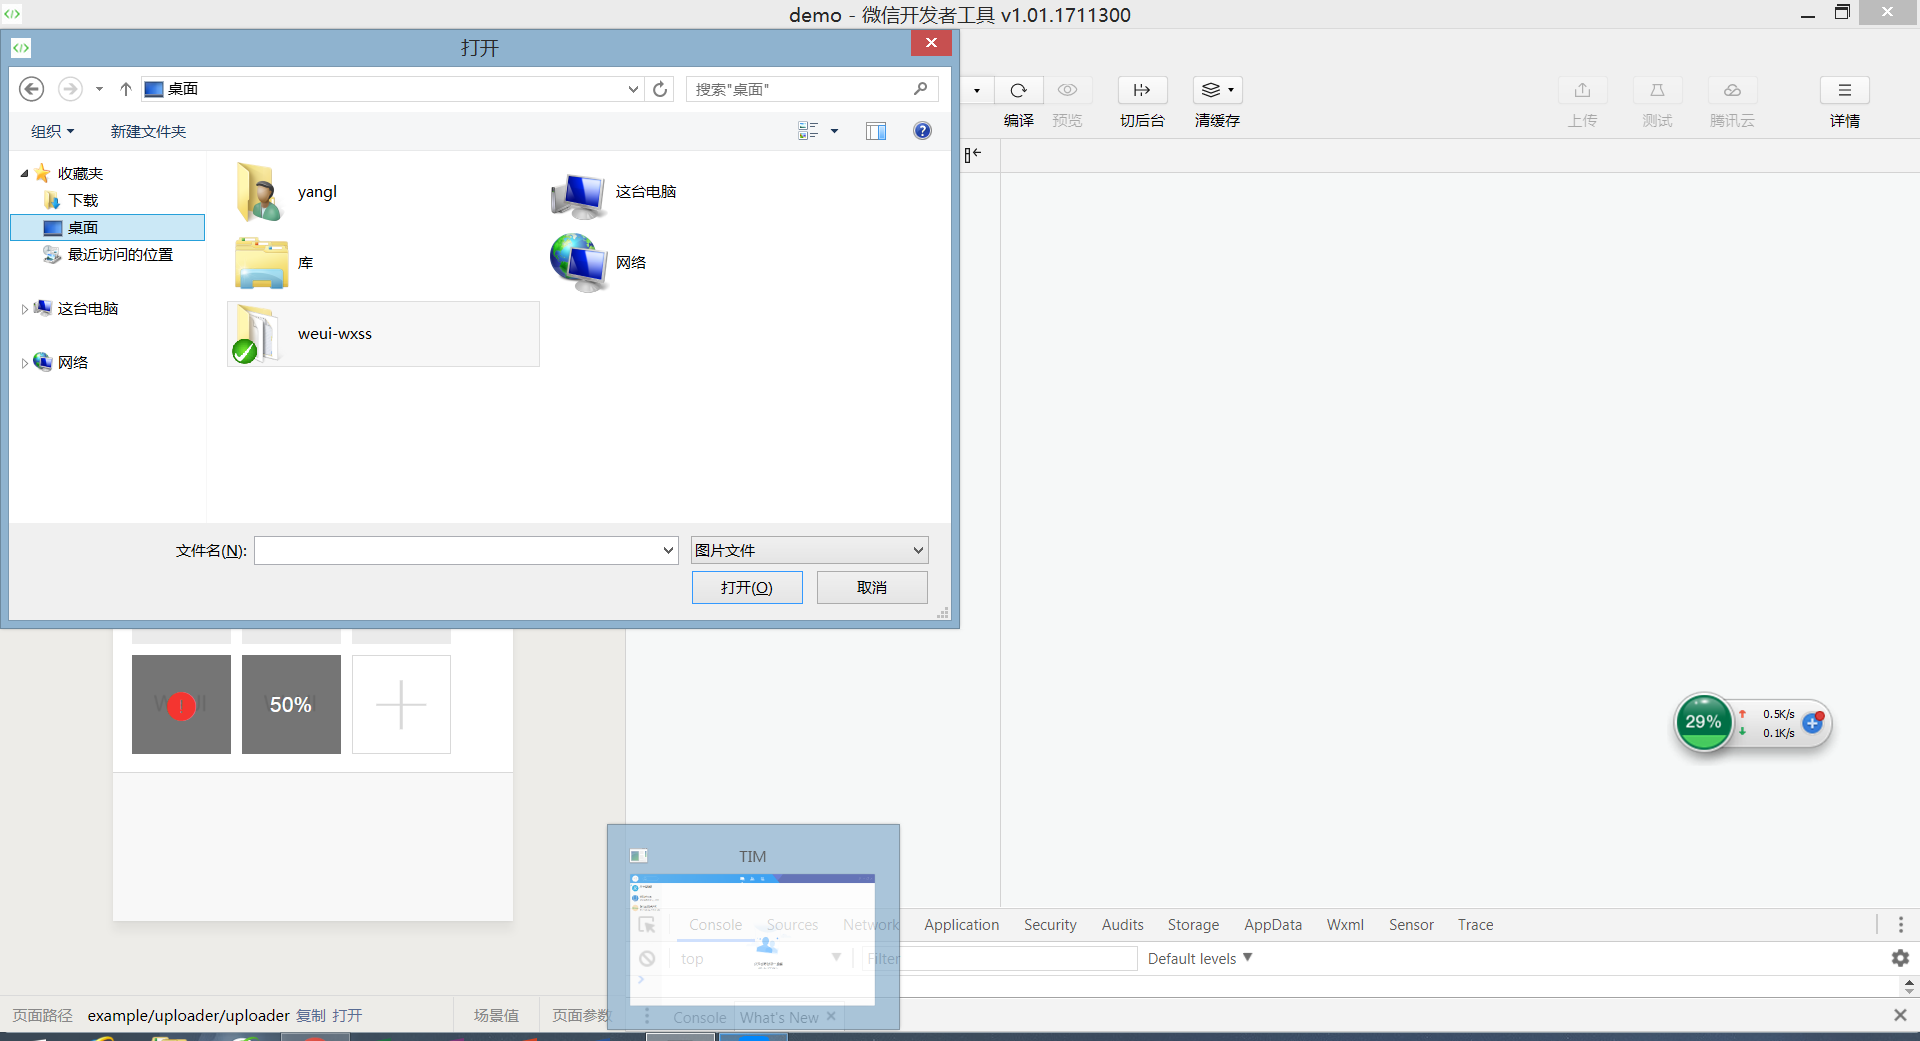 demo - 微信开发者工具 v1.01.1711300
打开
桌面
搜索"桌面"
组织
新建文件夹
收藏夹
下载
桌面
最近访问的位置
这台电脑
网络
yangl
这台电脑
库
网络
weui-wxss
文件名(N):
图片文件
打开(O)
取消
编译
预览
切后台
清缓存
上传
测试
腾讯云
详情
50%
29%
0.5K/s
0.1K/s
TIM
Console Sources Network Application Security Audits Storage AppData Wxml Sensor Trace
top
Filter
Default levels
页面路径 example/uploader/uploader 复制 打开
场景值
页面参数
Console What's New